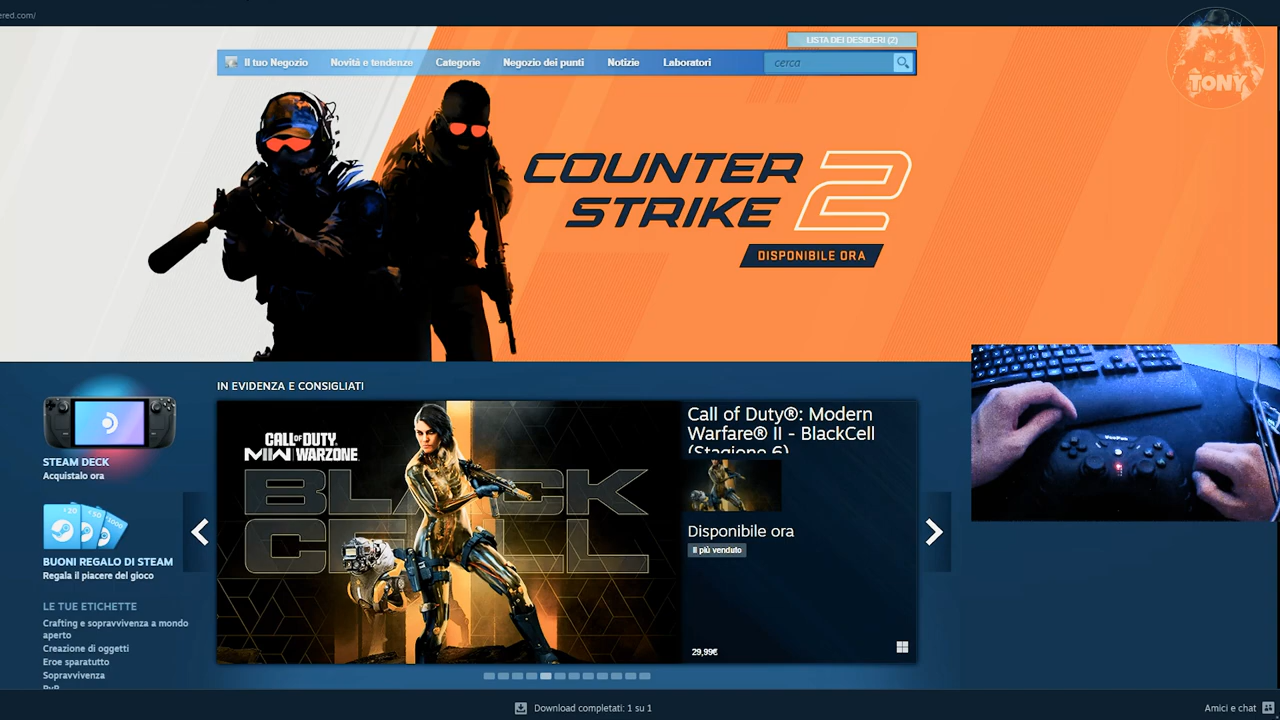 ered.com/
LISTA DEI DESIDERI (2)
Il tuo Negozio
Novità e tendenze
Categorie
Negozio dei punti
Notizie
Laboratori
cerca
TONY
COUNTER
STRIKE 2
DISPONIBILE ORA
IN EVIDENZA E CONSIGLIATI
STEAM DECK
Acquistalo ora
BUONI REGALO DI STEAM
Regala il piacere del gioco
LE TUE ETICHETTE
Crafting e sopravvivenza a mondo
aperto
Creazione di oggetti
Eroe sparatutto
Sopravvivenza
PvP
CALL OF DUTY
MWII WARZONE
BLACK
CELL
Call of Duty®: Modern
Warfare® II - BlackCell
(Stagione 6)
Disponibile ora
Il più venduto
29,99€
Download completati: 1 su 1
Amici e chat